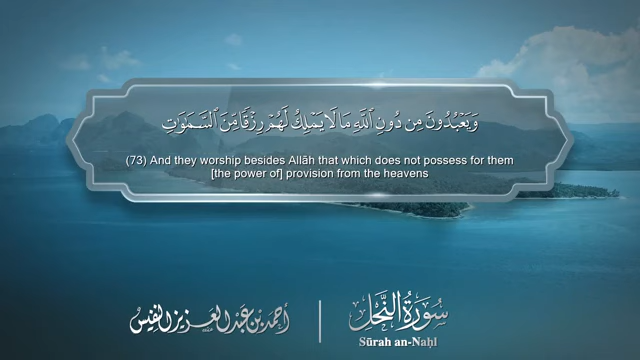 وَيَعْبُدُونَ مِن دُونِ ٱللَّهِ مَا لَا يَمْلِكُ لَهُمْ رِزْقًا مِّنَ ٱلسَّمَـٰوَٰتِ
(73) And they worship besides Allāh that which does not possess for them
[the power of] provision from the heavens
سُورَةُ النَّحْل
Sūrah an-Naḥl
أحمد بن عبد العزيز النفيس